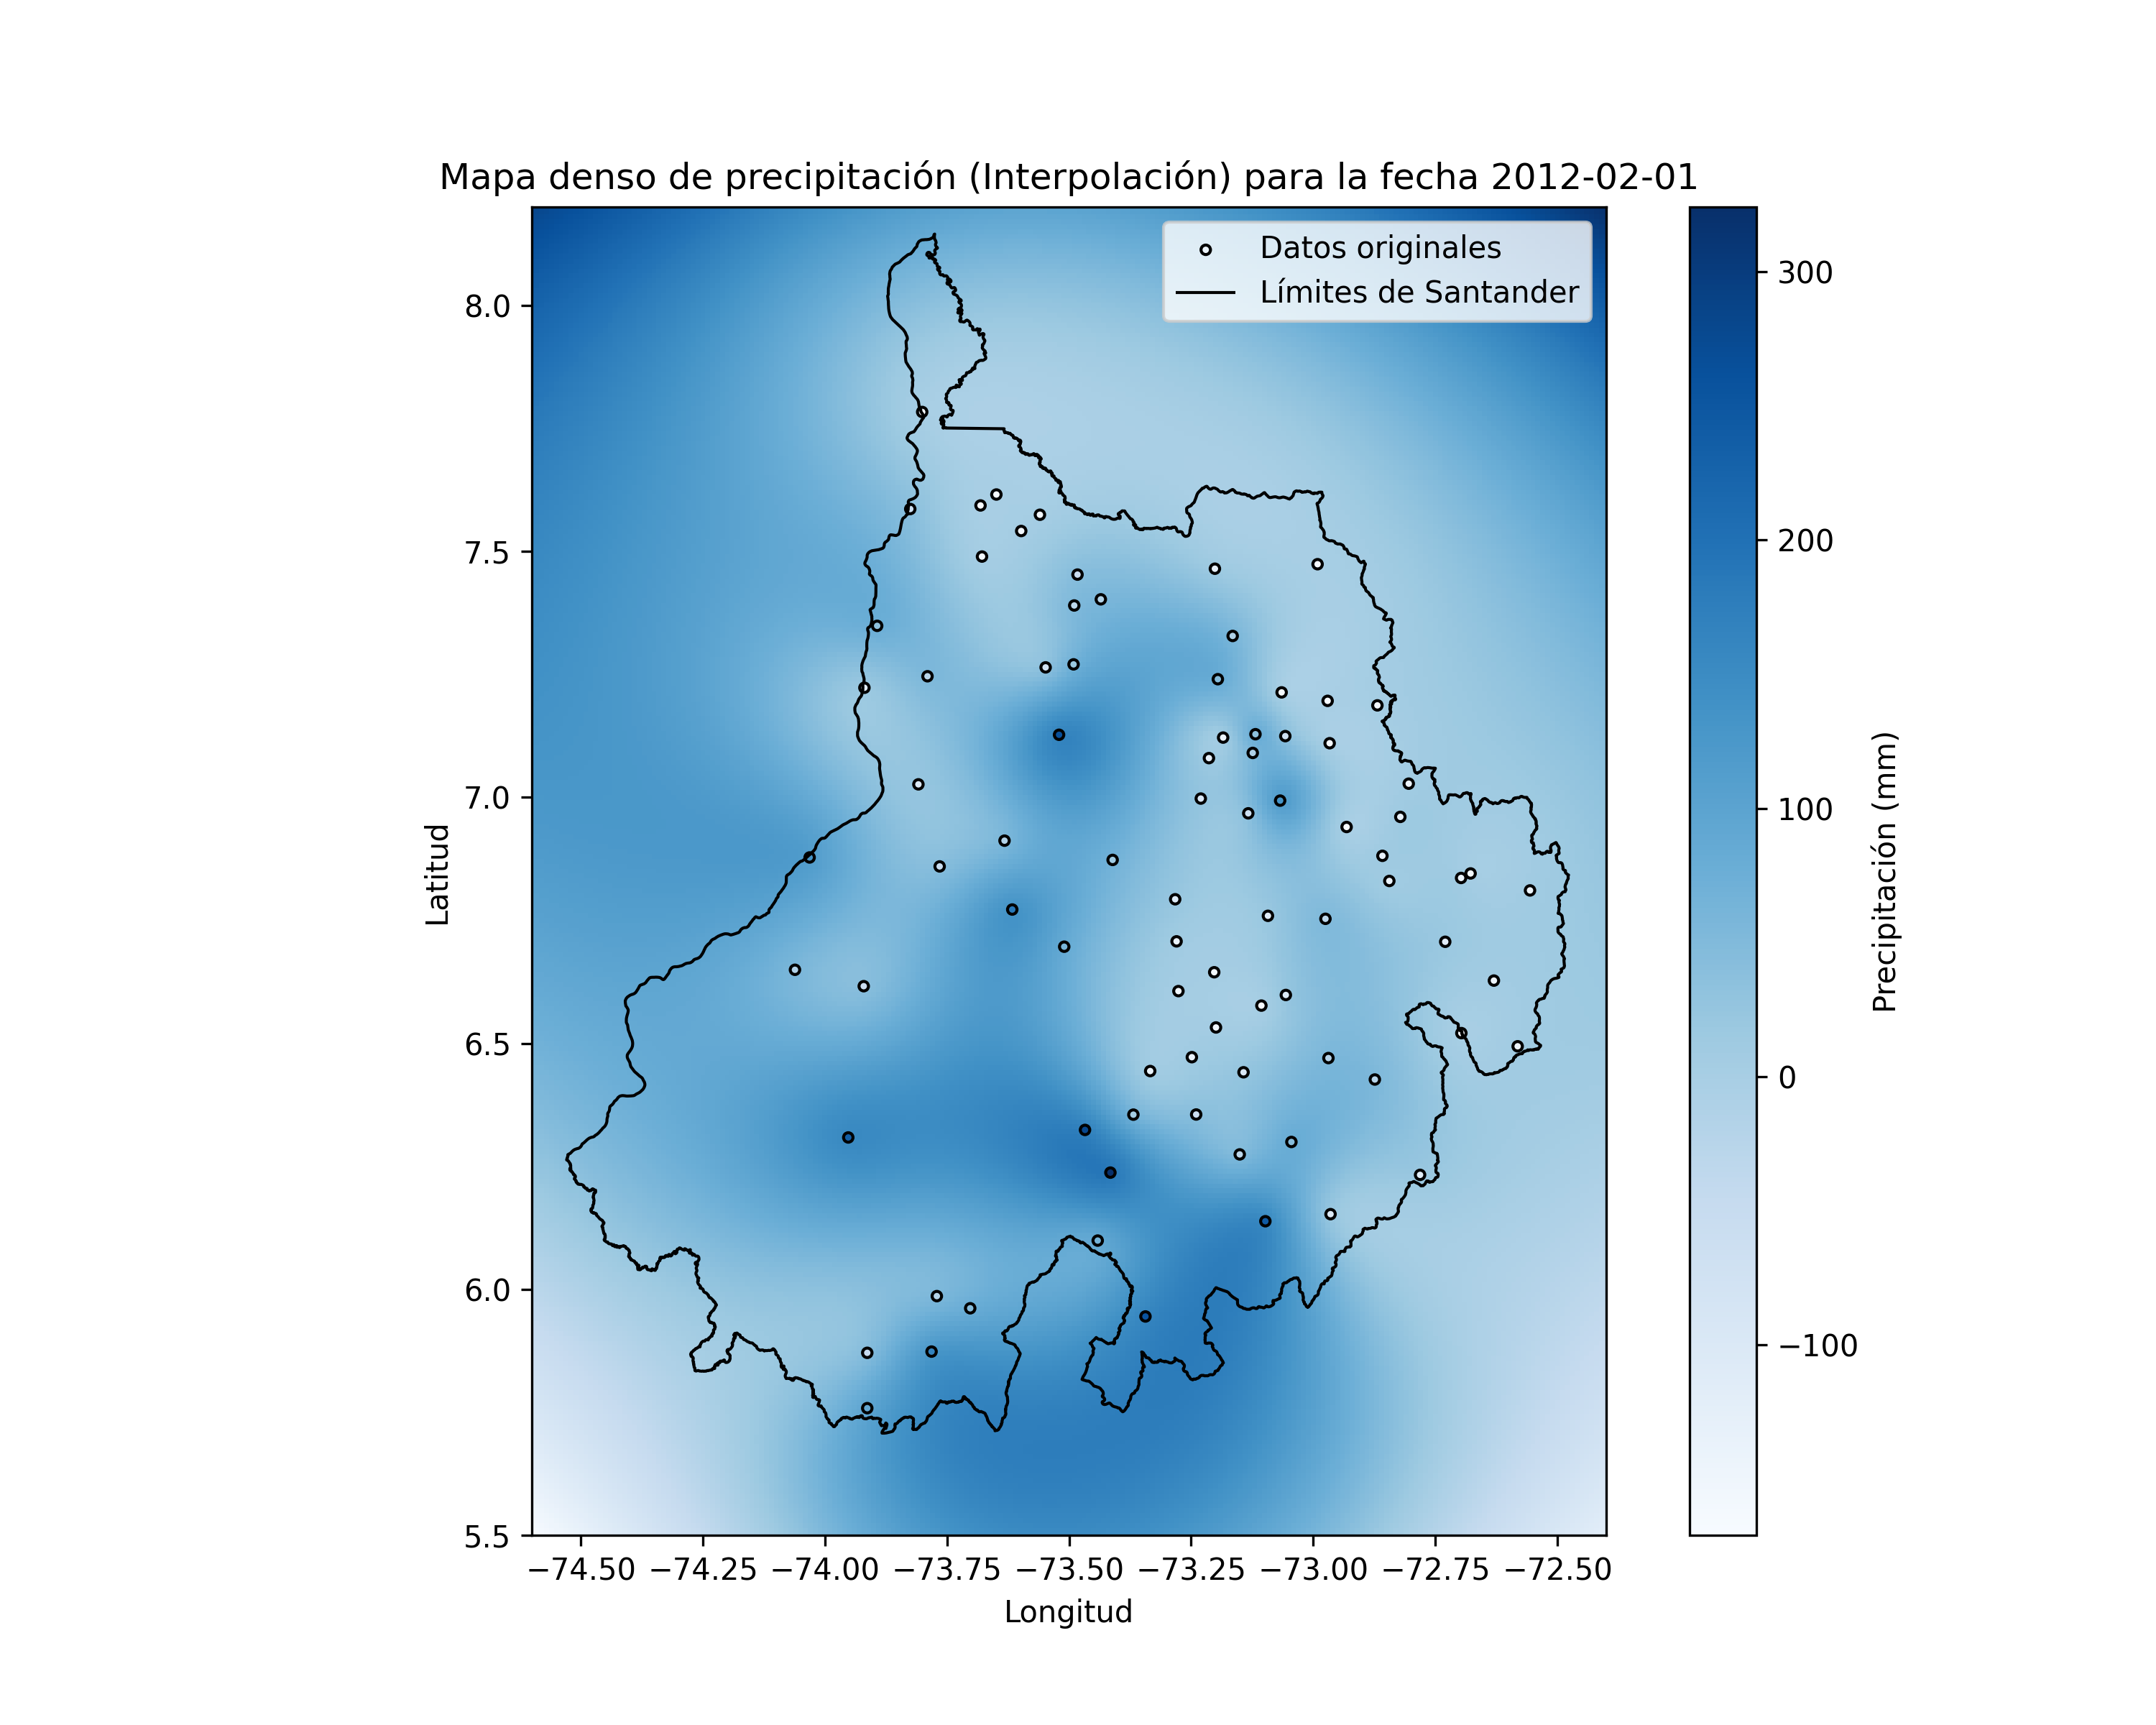 Mapa denso de precipitación (Interpolación) para la fecha 2012-02-01
Datos originales
Límites de Santander
8.0
7.5
7.0
6.5
6.0
5.5
Latitud
−74.50 −74.25 −74.00 −73.75 −73.50 −73.25 −73.00 −72.75 −72.50
Longitud
300
200
100
0
−100
Precipitación (mm)